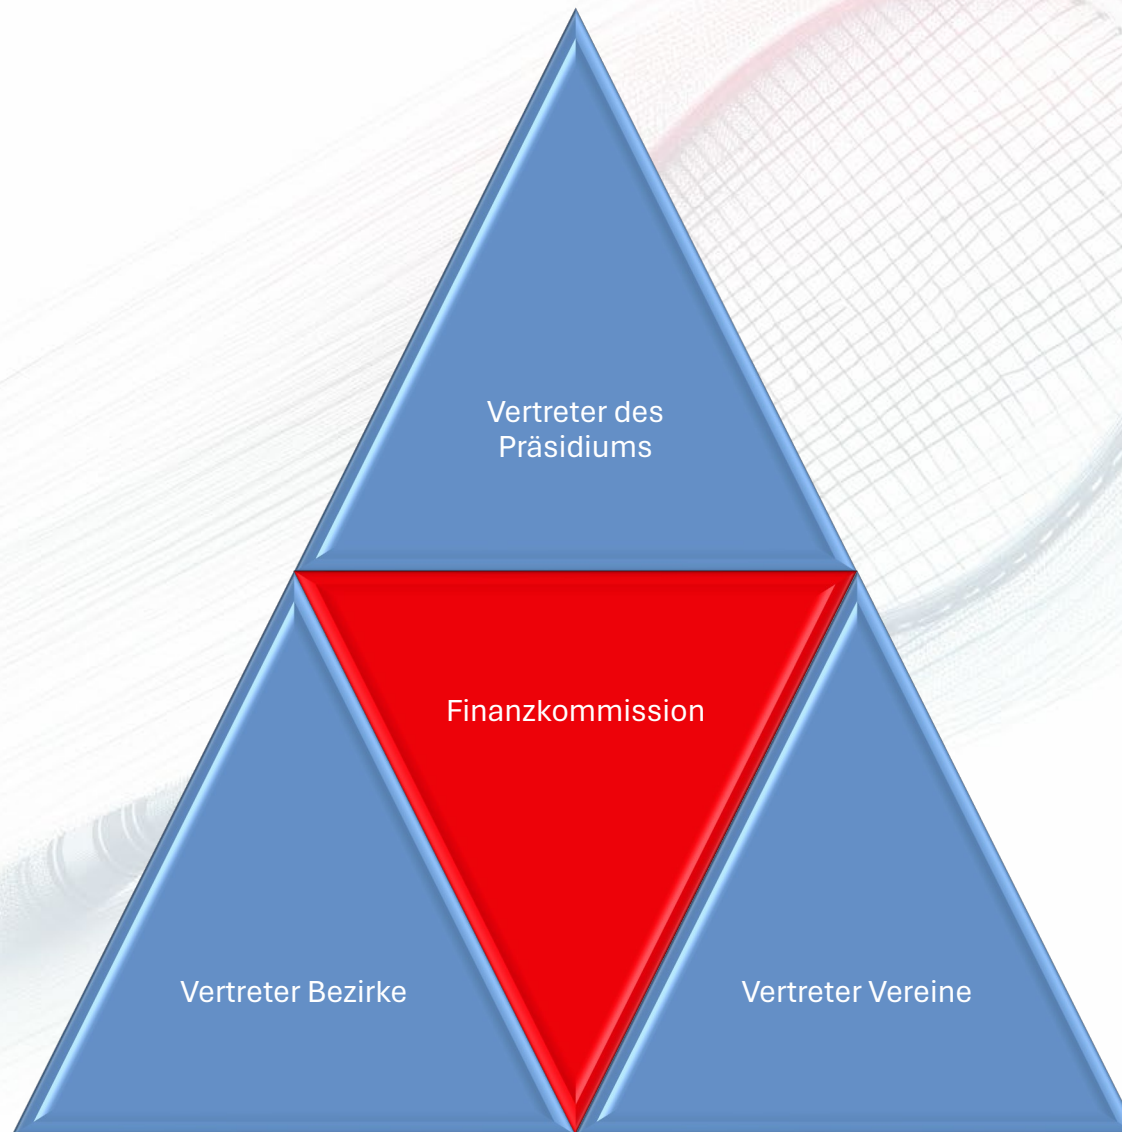 Vertreter des
Präsidiums
Finanzkommission
Vertreter Bezirke
Vertreter Vereine